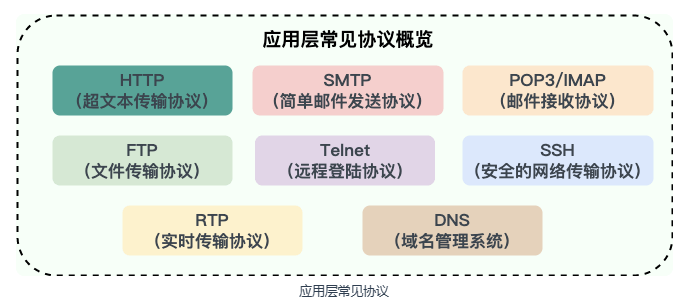 应用层常见协议概览
HTTP
（超文本传输协议）
SMTP
（简单邮件发送协议）
POP3/IMAP
（邮件接收协议）
FTP
（文件传输协议）
Telnet
（远程登陆协议）
SSH
（安全的网络传输协议）
RTP
（实时传输协议）
DNS
（域名管理系统）
应用层常见协议